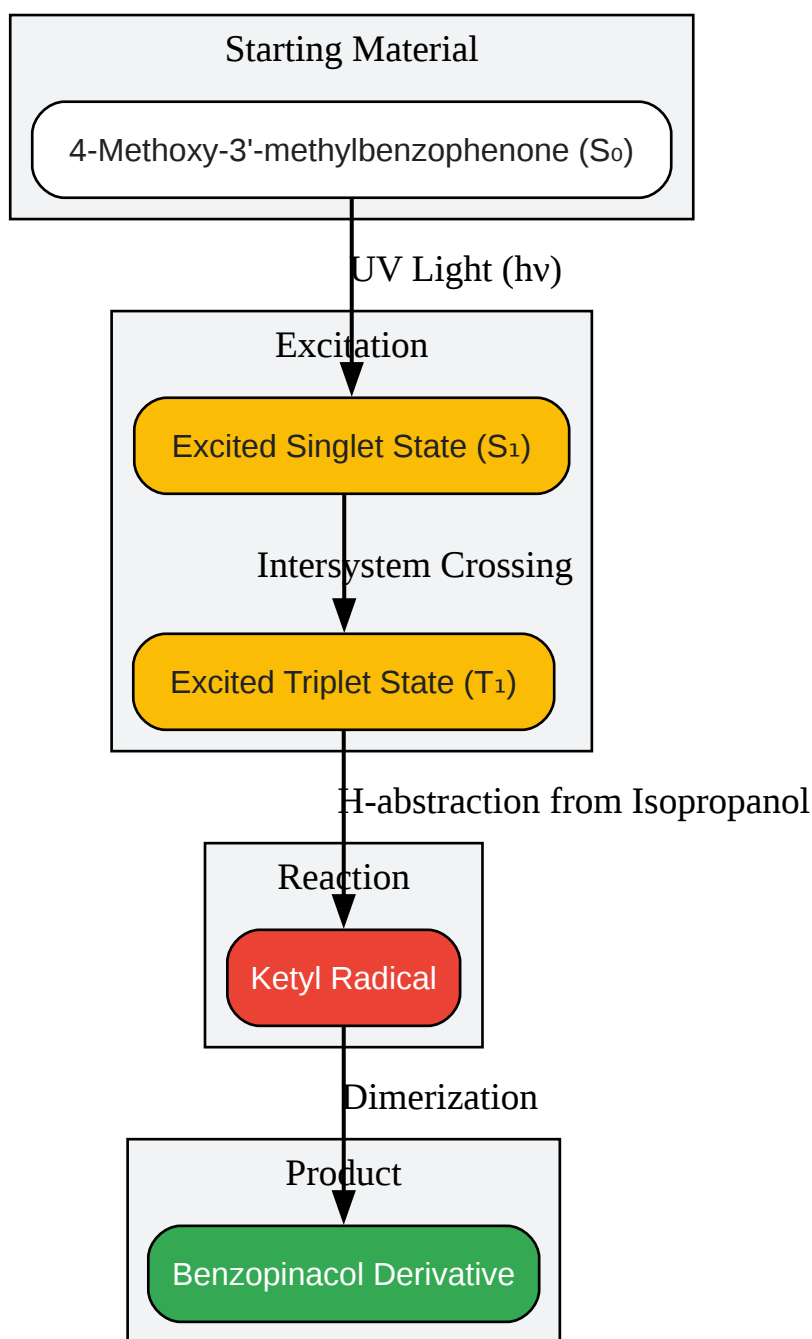 Starting Material
4-Methoxy-3'-methylbenzophenone (S₀)
UV Light (hν)
Excitation
Excited Singlet State (S₁)
Intersystem Crossing
Excited Triplet State (T₁)
H-abstraction from Isopropanol
Reaction
Ketyl Radical
Dimerization
Product
Benzopinacol Derivative